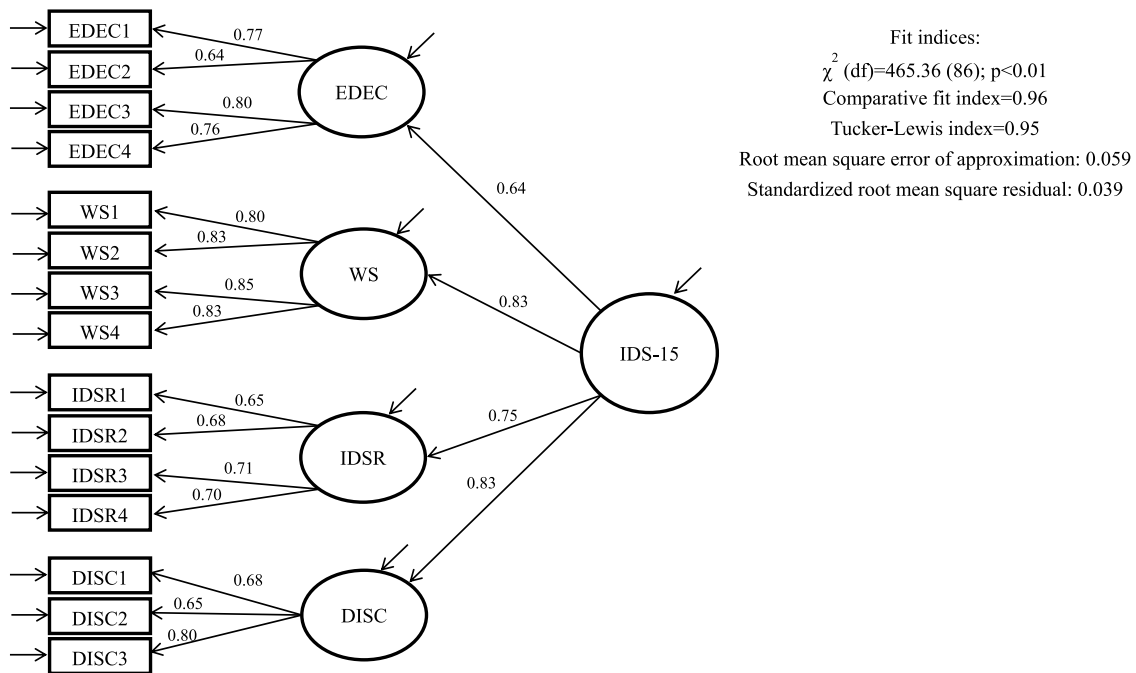 EDEC1
0.77
EDEC2
0.64
EDEC3
0.80
EDEC4
0.76
EDEC
WS1
0.80
WS2
0.83
WS3
0.85
WS4
0.83
WS
IDSR1
0.65
IDSR2
0.68
IDSR3
0.71
IDSR4
0.70
IDSR
DISC1
0.68
DISC2
0.65
DISC3
0.80
DISC
0.64
0.83
0.75
0.83
IDS-15
Fit indices:
χ² (df)=465.36 (86); p<0.01
Comparative fit index=0.96
Tucker-Lewis index=0.95
Root mean square error of approximation: 0.059
Standardized root mean square residual: 0.039